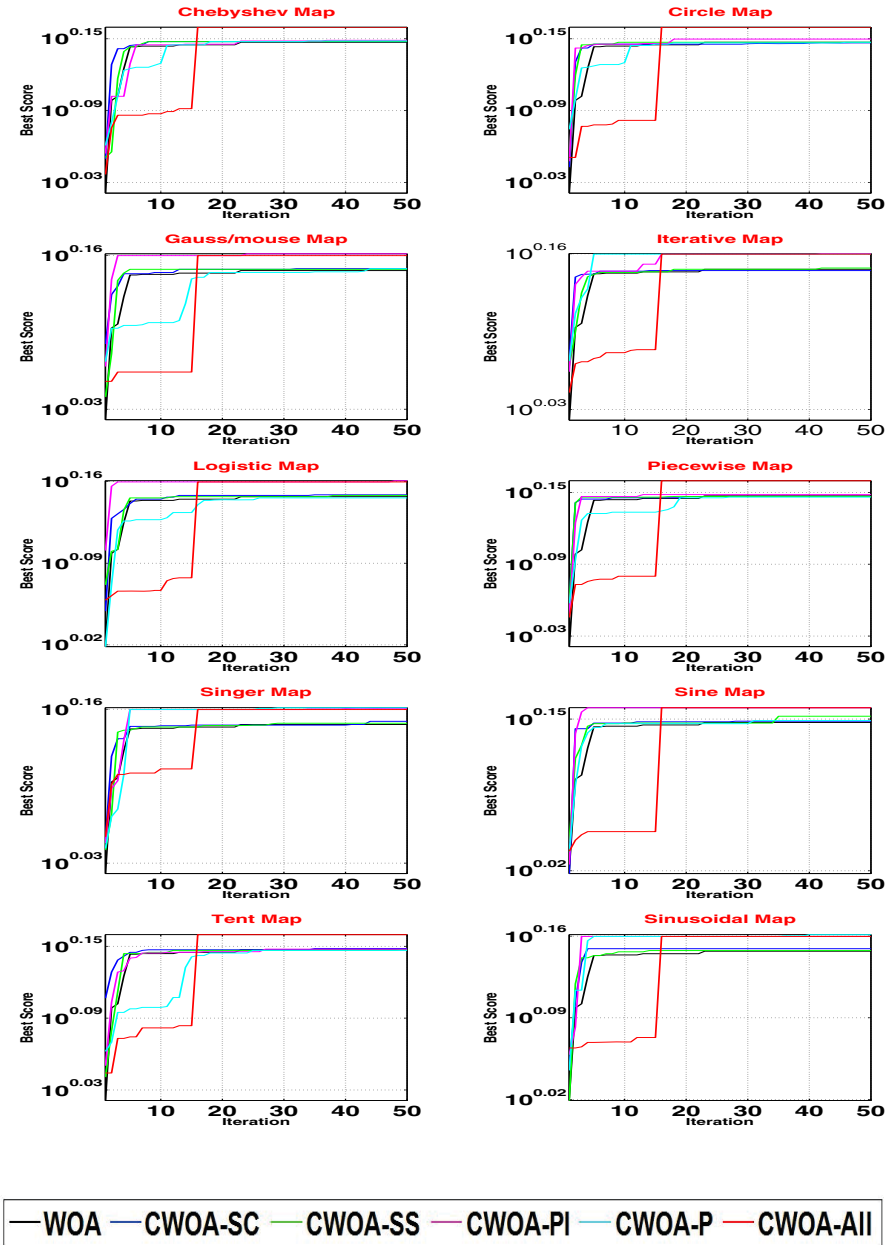 Chebyshev Map
Best Score
10^0.15
10^0.09
10^0.03
10 20 30 40 50
Iteration
Circle Map
Best Score
10^0.15
10^0.09
10^0.03
10 20 30 40 50
Iteration
Gauss/mouse Map
Best Score
10^0.16
10^0.03
10 20 30 40 50
Iteration
Iterative Map
Best Score
10^0.16
10^0.03
10 20 30 40 50
Iteration
Logistic Map
Best Score
10^0.16
10^0.09
10^0.02
10 20 30 40 50
Iteration
Piecewise Map
Best Score
10^0.15
10^0.09
10^0.03
10 20 30 40 50
Iteration
Singer Map
Best Score
10^0.16
10^0.03
10 20 30 40 50
Iteration
Sine Map
Best Score
10^0.15
10^0.02
10 20 30 40 50
Iteration
Tent Map
Best Score
10^0.15
10^0.09
10^0.03
10 20 30 40 50
Iteration
Sinusoidal Map
Best Score
10^0.16
10^0.09
10^0.02
10 20 30 40 50
Iteration
WOA CWOA-SC CWOA-SS CWOA-PI CWOA-P CWOA-All